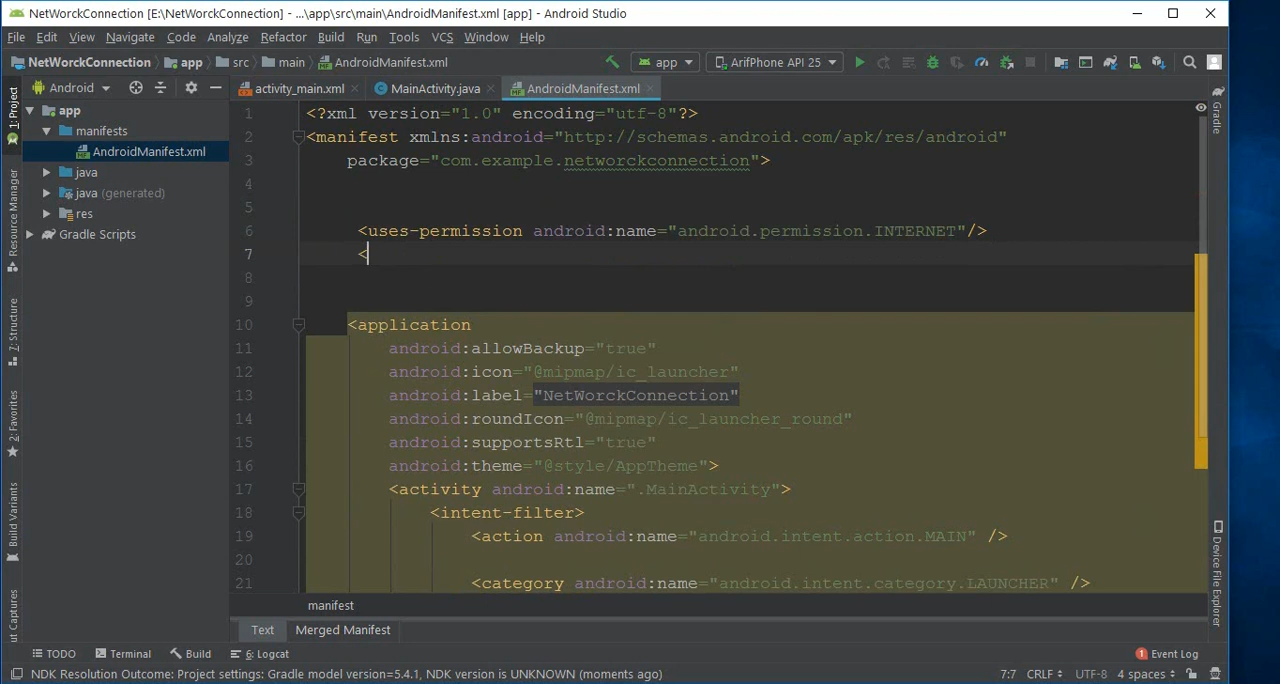 NetWorckConnection [E:\NetWorckConnection] - ...\app\src\main\AndroidManifest.xml [app] - Android Studio
File Edit View Navigate Code Analyze Refactor Build Run Tools VCS Window Help
NetWorckConnection app src main AndroidManifest.xml app ArifPhone API 25
Android activity_main.xml MainActivity.java AndroidManifest.xml
1: Project
Resource Manager
Z: Structure
2: Favorites
Build Variants
ut Captures
app
manifests
AndroidManifest.xml
java
java (generated)
res
Gradle Scripts
1 <?xml version="1.0" encoding="utf-8"?>
2 <manifest xmlns:android="http://schemas.android.com/apk/res/android"
3 package="com.example.networckconnection">
4
5
6 <uses-permission android:name="android.permission.INTERNET"/>
7 <
8
9
10 <application
11 android:allowBackup="true"
12 android:icon="@mipmap/ic_launcher"
13 android:label="NetWorckConnection"
14 android:roundIcon="@mipmap/ic_launcher_round"
15 android:supportsRtl="true"
16 android:theme="@style/AppTheme">
17 <activity android:name=".MainActivity">
18 <intent-filter>
19 <action android:name="android.intent.action.MAIN" />
20
21 <category android:name="android.intent.category.LAUNCHER" />
manifest
Text Merged Manifest
Gradle
Device File Explorer
TODO Terminal Build 6: Logcat 1 Event Log
NDK Resolution Outcome: Project settings: Gradle model version=5.4.1, NDK version is UNKNOWN (moments ago) 7:7 CRLF UTF-8 4 spaces